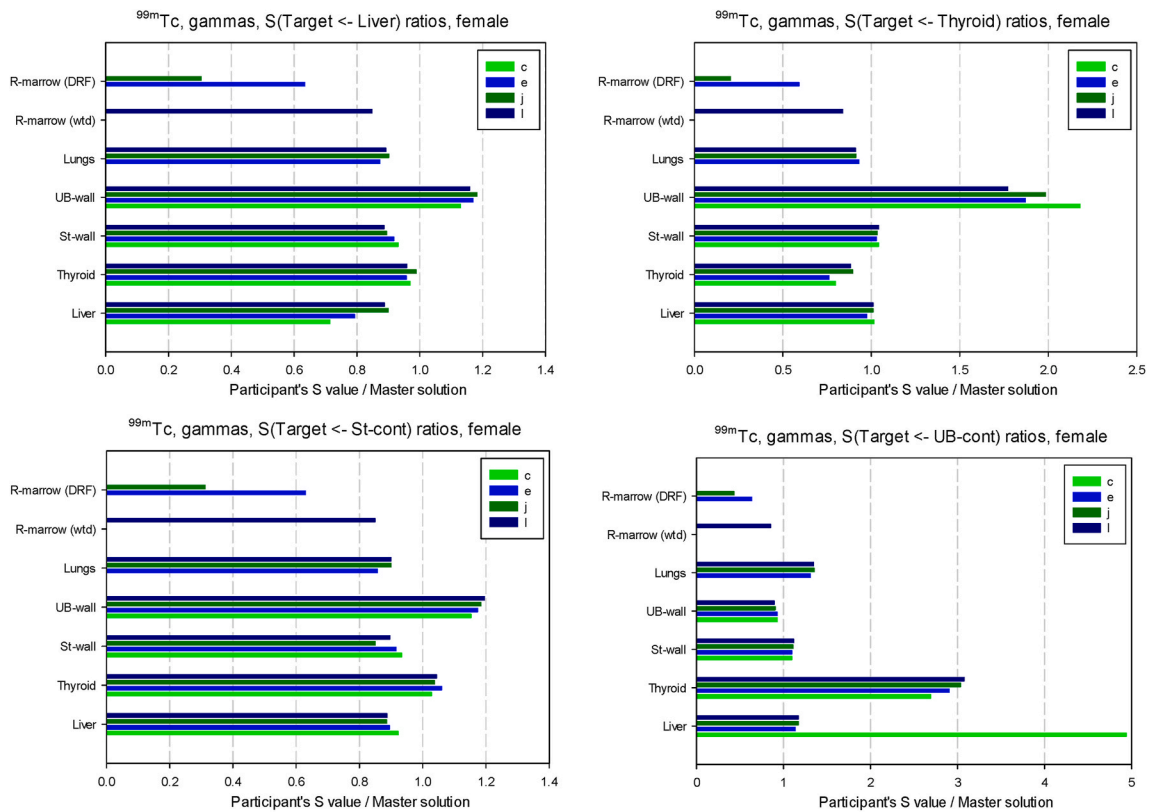 99mTc, gammas, S(Target <- Liver) ratios, female
c
e
j
l
R-marrow (DRF)
R-marrow (wtd)
Lungs
UB-wall
St-wall
Thyroid
Liver
0.0 0.2 0.4 0.6 0.8 1.0 1.2 1.4
Participant's S value / Master solution
99mTc, gammas, S(Target <- Thyroid) ratios, female
c
e
j
l
R-marrow (DRF)
R-marrow (wtd)
Lungs
UB-wall
St-wall
Thyroid
Liver
0.0 0.5 1.0 1.5 2.0 2.5
Participant's S value / Master solution
99mTc, gammas, S(Target <- St-cont) ratios, female
c
e
j
l
R-marrow (DRF)
R-marrow (wtd)
Lungs
UB-wall
St-wall
Thyroid
Liver
0.0 0.2 0.4 0.6 0.8 1.0 1.2 1.4
Participant's S value / Master solution
99mTc, gammas, S(Target <- UB-cont) ratios, female
c
e
j
l
R-marrow (DRF)
R-marrow (wtd)
Lungs
UB-wall
St-wall
Thyroid
Liver
0 1 2 3 4 5
Participant's S value / Master solution